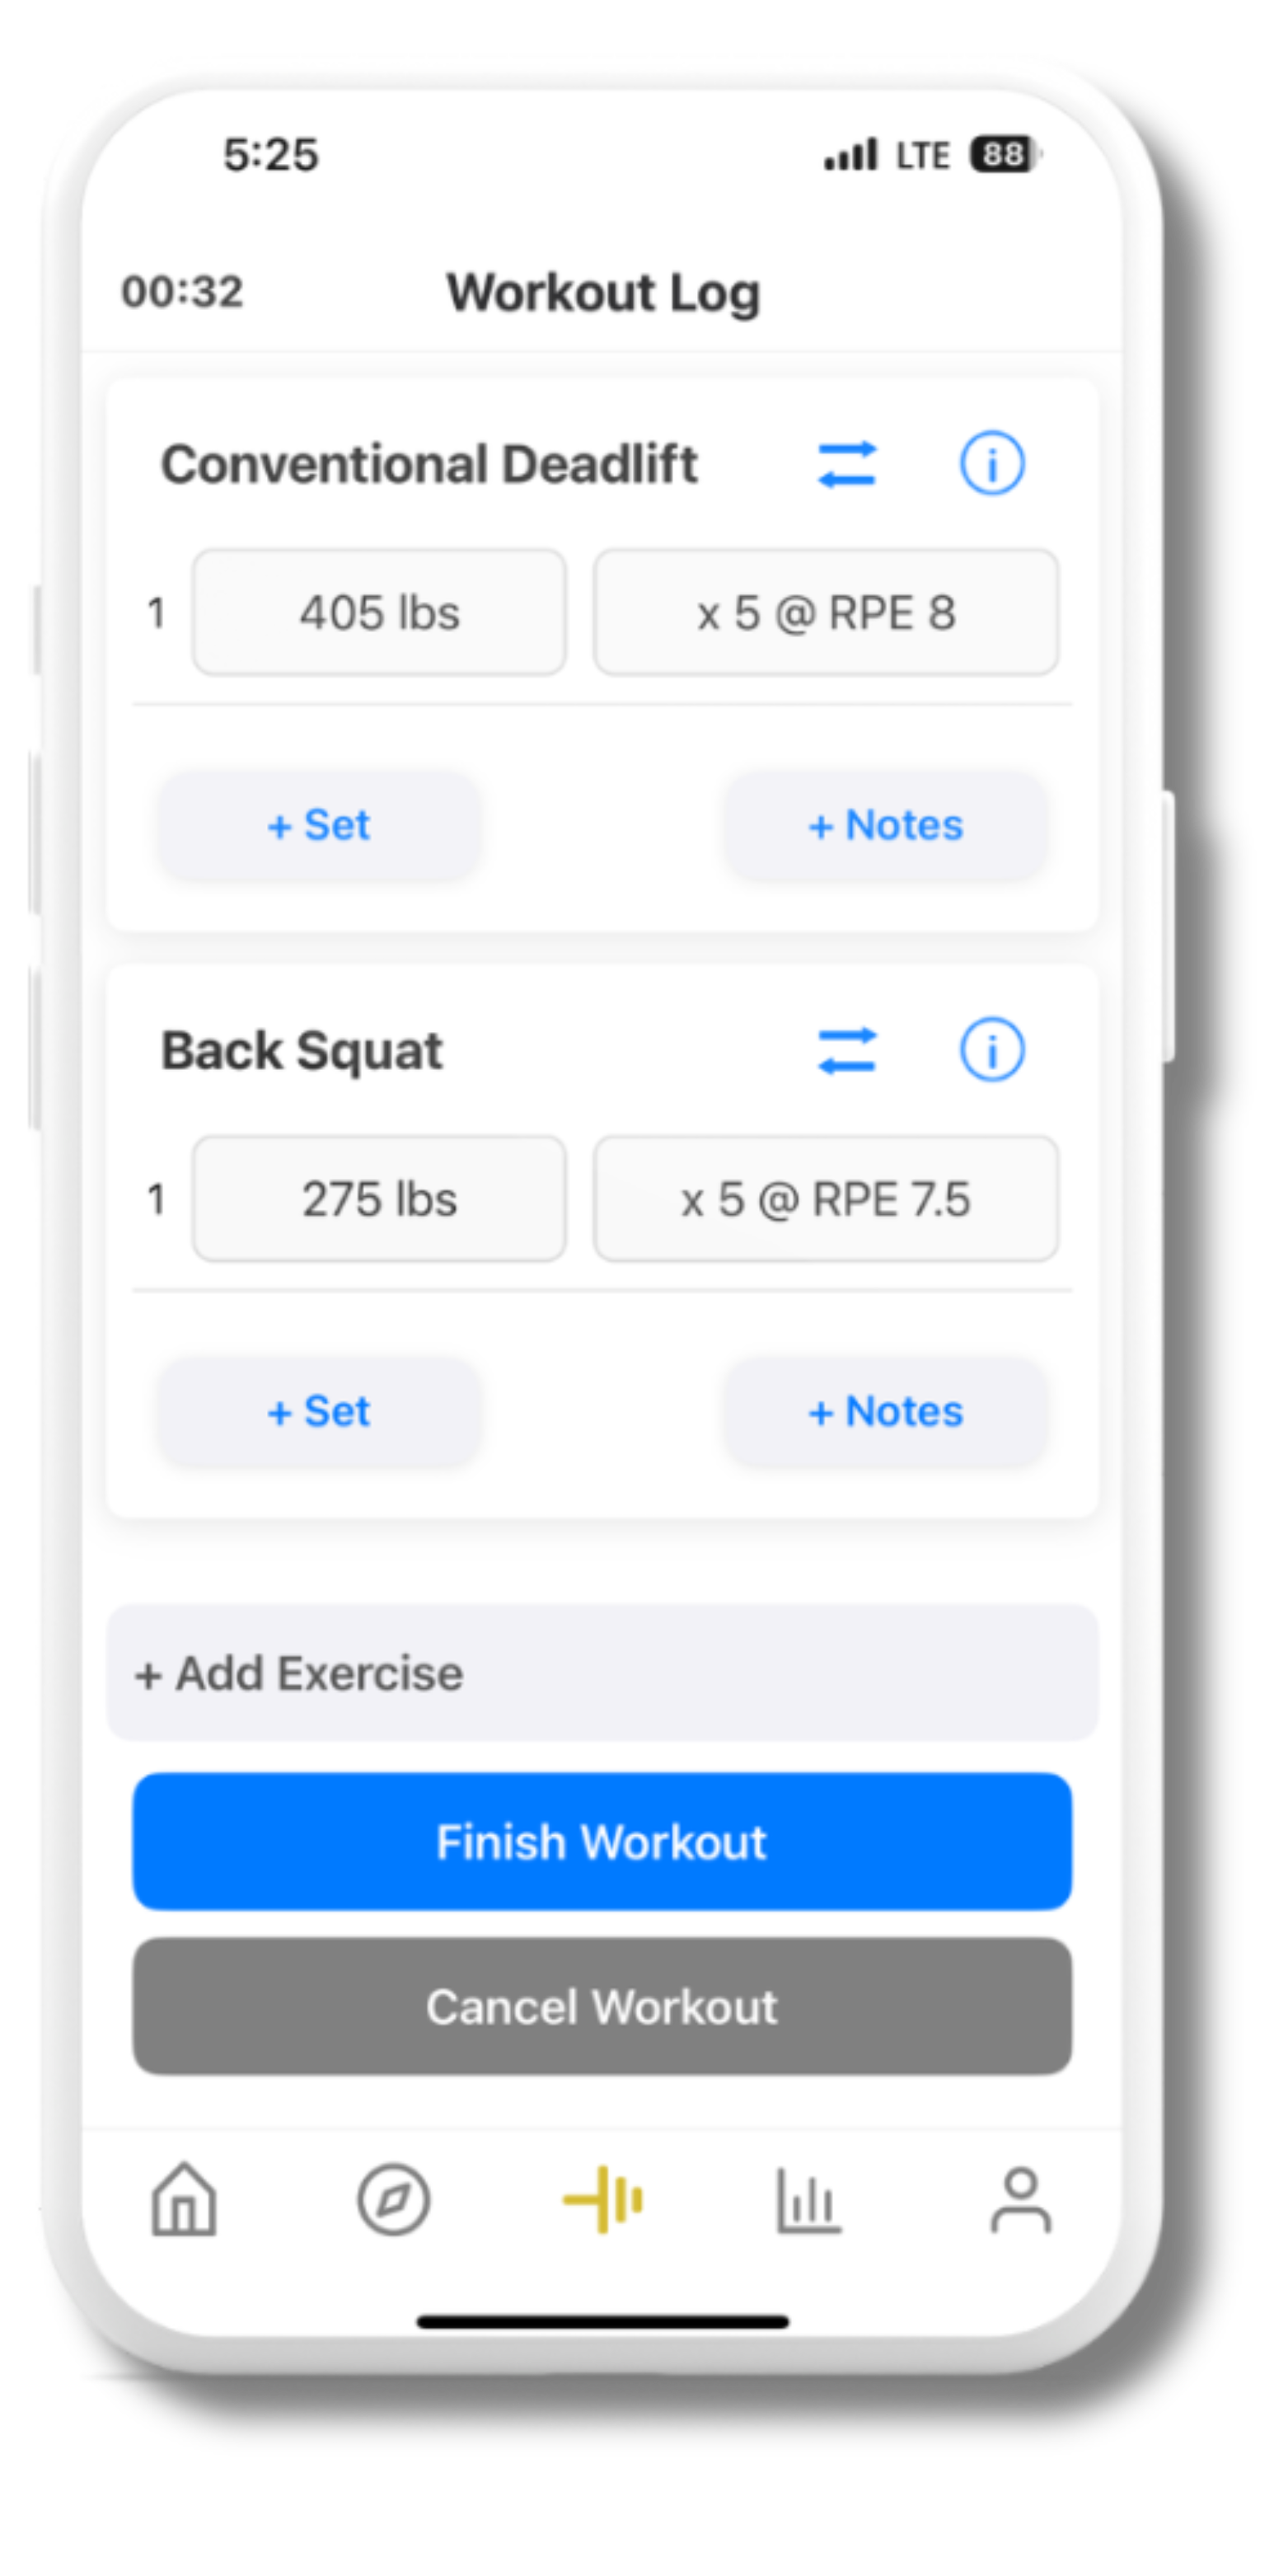 5:25 LTE 88
00:32 Workout Log
Conventional Deadlift
1 405 lbs x 5 @ RPE 8
+ Set + Notes
Back Squat
1 275 lbs x 5 @ RPE 7.5
+ Set + Notes
+ Add Exercise
Finish Workout
Cancel Workout